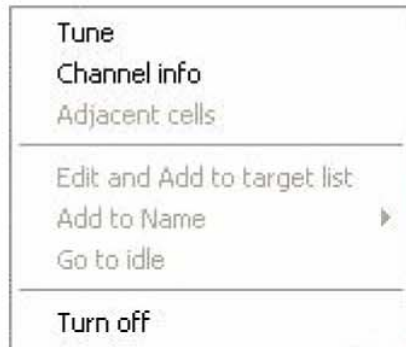 Tune
Channel info
Adjacent cells
Edit and Add to target list
Add to Name
Go to idle
Turn off